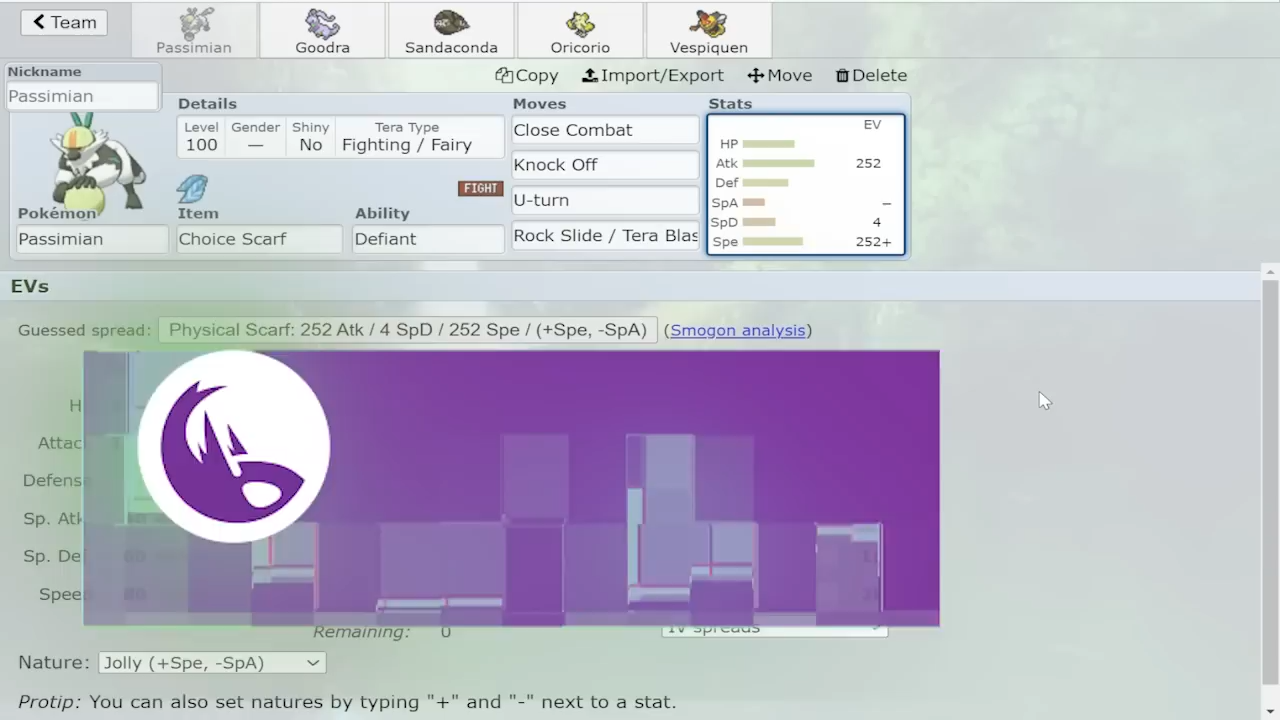 Team
Passimian
Goodra
Sandaconda
Oricorio
Vespiquen
Copy
Import/Export
Move
Delete
Nickname
Passimian
Details
Moves
Stats
Level
Gender
Shiny
Tera Type
100
—
No
Fighting / Fairy
Close Combat
Knock Off
U-turn
Rock Slide / Tera Blas
EV
HP
Atk 252
Def
SpA –
SpD 4
Spe 252+
FIGHT
Pokémon
Item
Ability
Passimian
Choice Scarf
Defiant
EVs
Guessed spread: Physical Scarf: 252 Atk / 4 SpD / 252 Spe / (+Spe, -SpA) (Smogon analysis)
H
Attac
Defens
Sp. Atk
Sp. De
Spee
Remaining: 0
IV spreads
Nature: Jolly (+Spe, -SpA)
Protip: You can also set natures by typing "+" and "-" next to a stat.